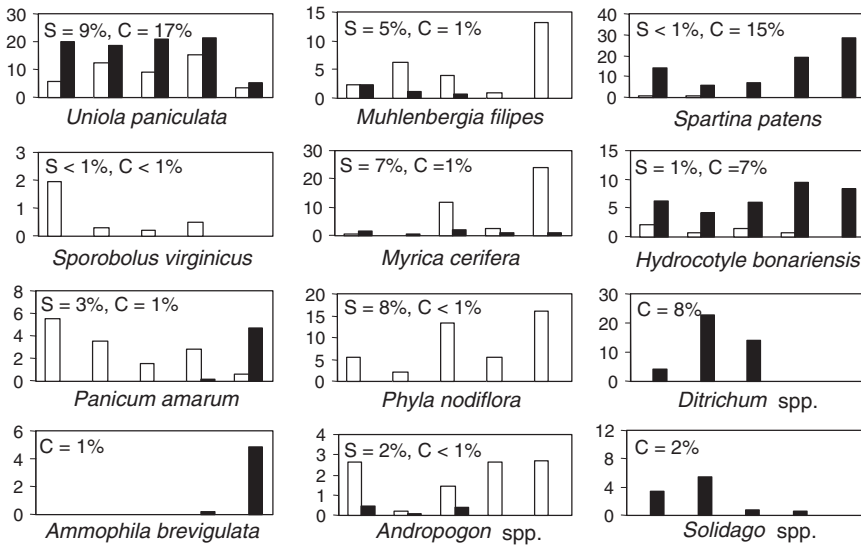 30
20
10
0
S = 9%, C = 17%
Uniola paniculata
15
10
5
0
S = 5%, C = 1%
Muhlenbergia filipes
40
30
20
10
0
S < 1%, C = 15%
Spartina patens
3
2
1
0
S < 1%, C < 1%
Sporobolus virginicus
30
20
10
0
S = 7%, C =1%
Myrica cerifera
15
10
5
0
S = 1%, C =7%
Hydrocotyle bonariensis
8
6
4
2
0
S = 3%, C = 1%
Panicum amarum
20
15
10
5
0
S = 8%, C < 1%
Phyla nodiflora
30
20
10
0
C = 8%
Ditrichum spp.
6
4
2
0
C = 1%
Ammophila brevigulata
4
3
2
1
0
S = 2%, C < 1%
Andropogon spp.
12
8
4
0
C = 2%
Solidago spp.